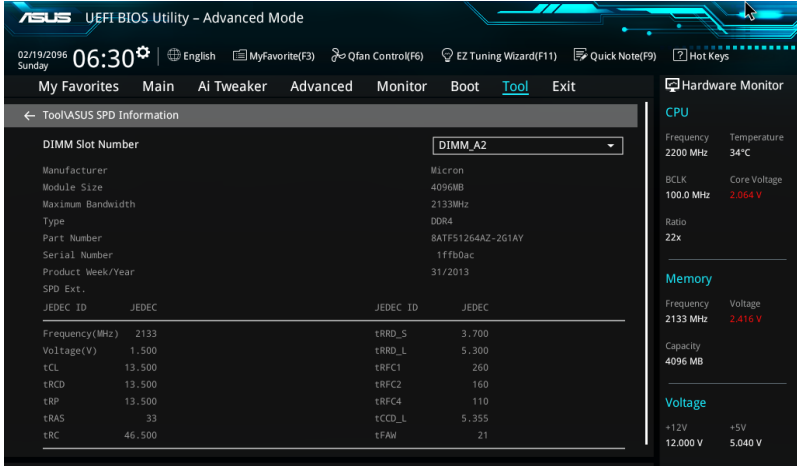 ASUS UEFI BIOS Utility – Advanced Mode
02/19/2096
Sunday
06:30
English MyFavorite(F3) Qfan Control(F6) EZ Tuning Wizard(F11) Quick Note(F9) ? Hot Keys
My Favorites Main Ai Tweaker Advanced Monitor Boot Tool Exit
← Tool\ASUS SPD Information
DIMM Slot Number DIMM_A2
Manufacturer Micron
Module Size 4096MB
Maximum Bandwidth 2133MHz
Type DDR4
Part Number 8ATF51264AZ-2G1AY
Serial Number 1ffb0ac
Product Week/Year 31/2013
SPD Ext.
JEDEC ID JEDEC JEDEC ID JEDEC
Frequency(MHz) 2133 tRRD_S 3.700
Voltage(V) 1.500 tRRD_L 5.300
tCL 13.500 tRFC1 260
tRCD 13.500 tRFC2 160
tRP 13.500 tRFC4 110
tRAS 33 tCCD_L 5.355
tRC 46.500 tFAW 21
Hardware Monitor
CPU
Frequency Temperature
2200 MHz 34°C
BCLK Core Voltage
100.0 MHz 2.064 V
Ratio
22x
Memory
Frequency Voltage
2133 MHz 2.416 V
Capacity
4096 MB
Voltage
+12V +5V
12.000 V 5.040 V